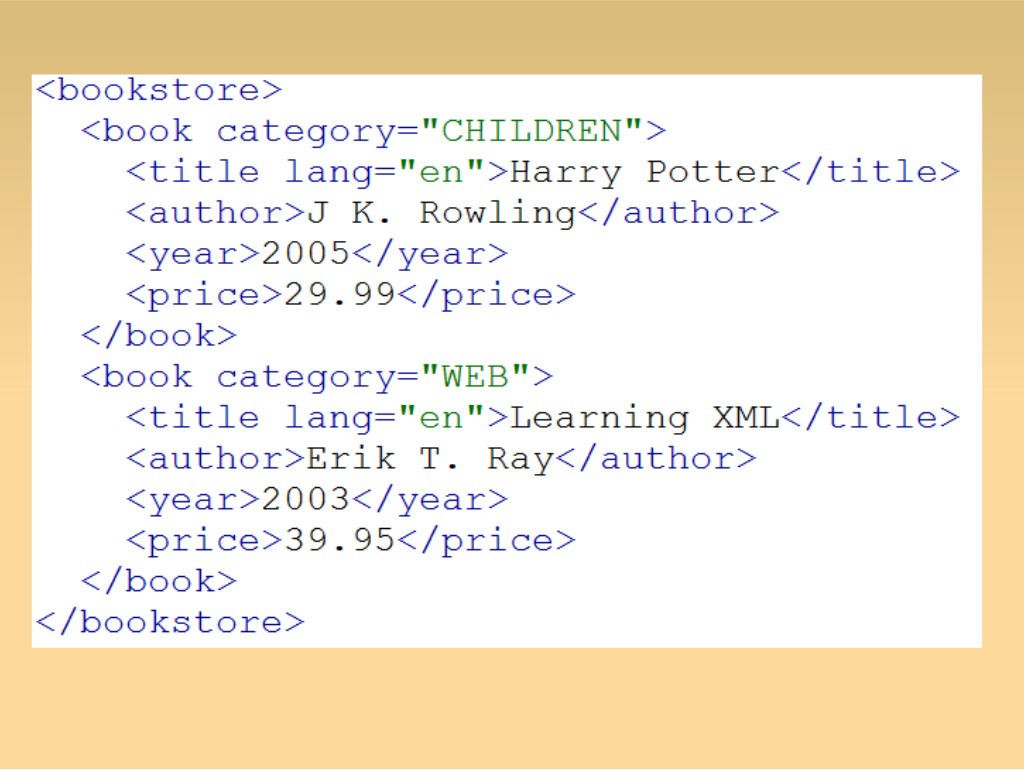 <bookstore>
  <book category="CHILDREN">
    <title lang="en">Harry Potter</title>
    <author>J K. Rowling</author>
    <year>2005</year>
    <price>29.99</price>
  </book>
  <book category="WEB">
    <title lang="en">Learning XML</title>
    <author>Erik T. Ray</author>
    <year>2003</year>
    <price>39.95</price>
  </book>
</bookstore>